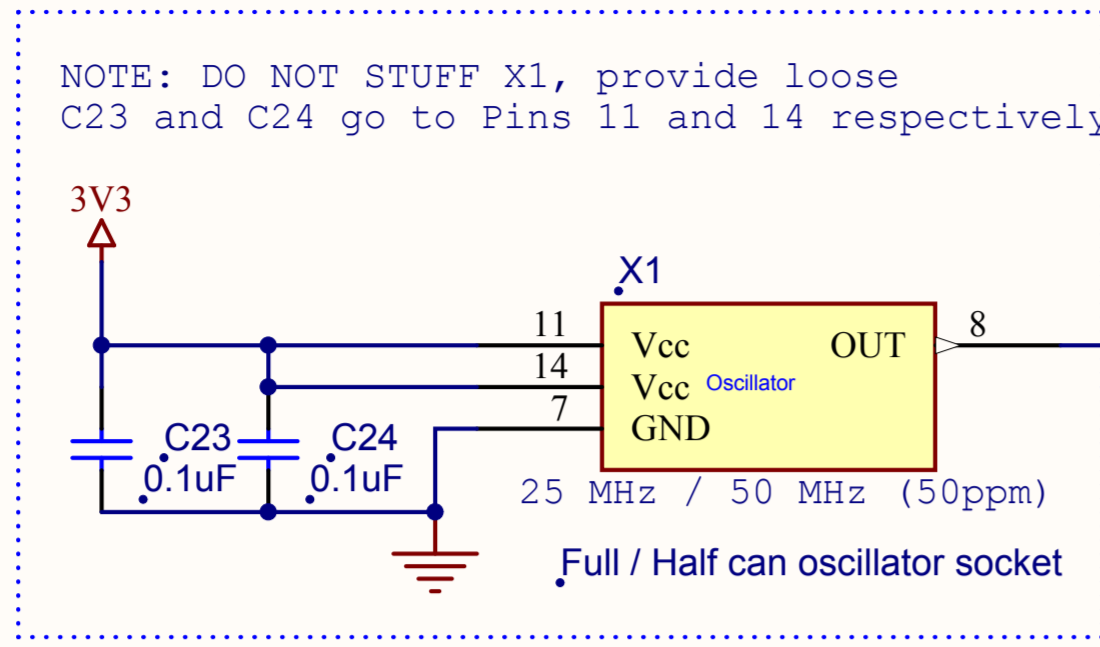 NOTE: DO NOT STUFF X1, provide loose
C23 and C24 go to Pins 11 and 14 respectively
3V3
X1
11
Vcc
OUT
8
14
Vcc
Oscillator
7
GND
C23
0.1uF
C24
0.1uF
25 MHz / 50 MHz (50ppm)
Full / Half can oscillator socket